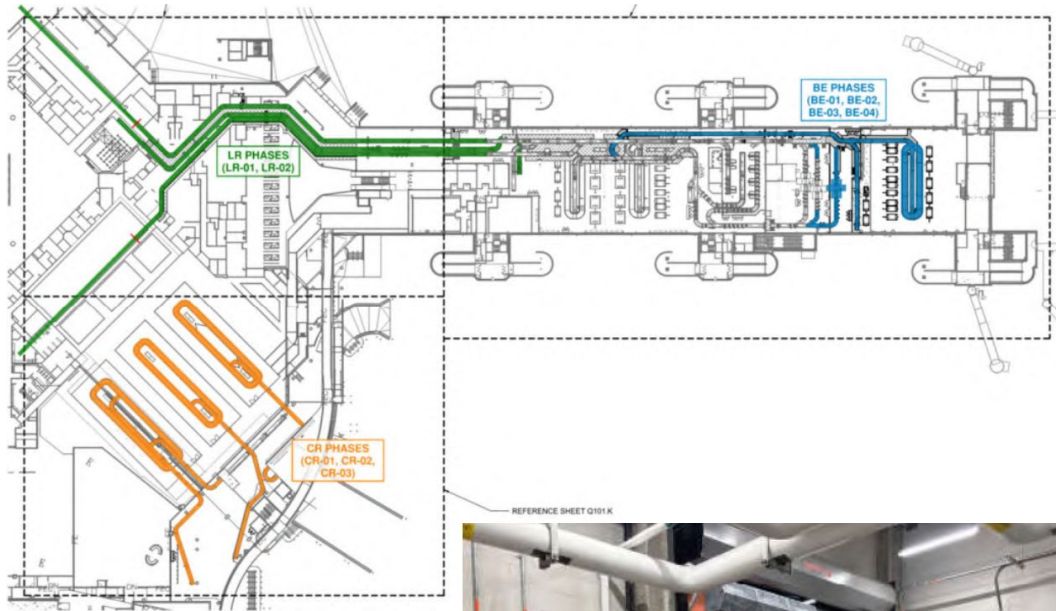 BE PHASES
(BE-01, BE-02,
BE-03, BE-04)
LR PHASES
(LR-01, LR-02)
CR PHASES
(CR-01, CR-02,
CR-03)
REFERENCE SHEET Q101.K